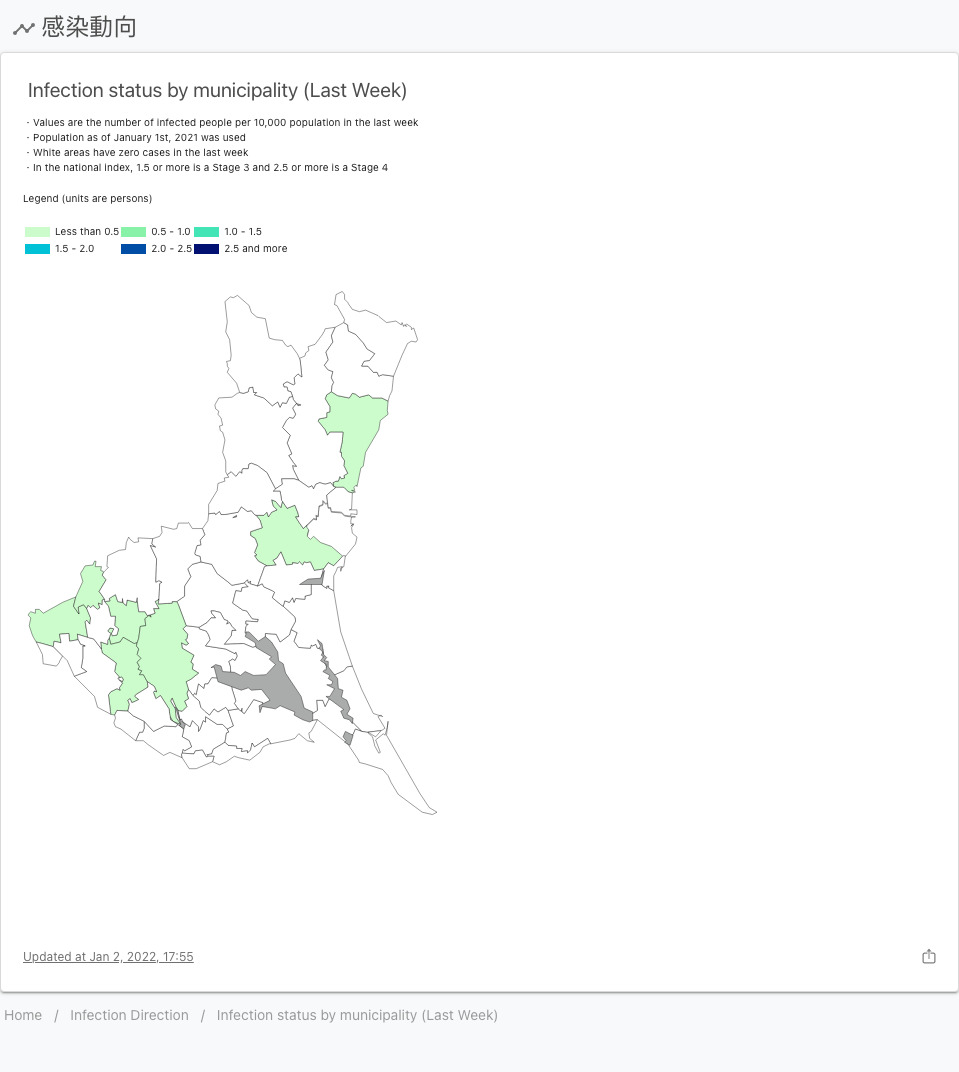 感染動向
Infection status by municipality (Last Week)
· Values are the number of infected people per 10,000 population in the last week
· Population as of January 1st, 2021 was used
· White areas have zero cases in the last week
· In the national index, 1.5 or more is a Stage 3 and 2.5 or more is a Stage 4
Legend (units are persons)
Less than 0.5 0.5 - 1.0 1.0 - 1.5
1.5 - 2.0 2.0 - 2.5 2.5 and more
Updated at Jan 2, 2022, 17:55
Home / Infection Direction / Infection status by municipality (Last Week)